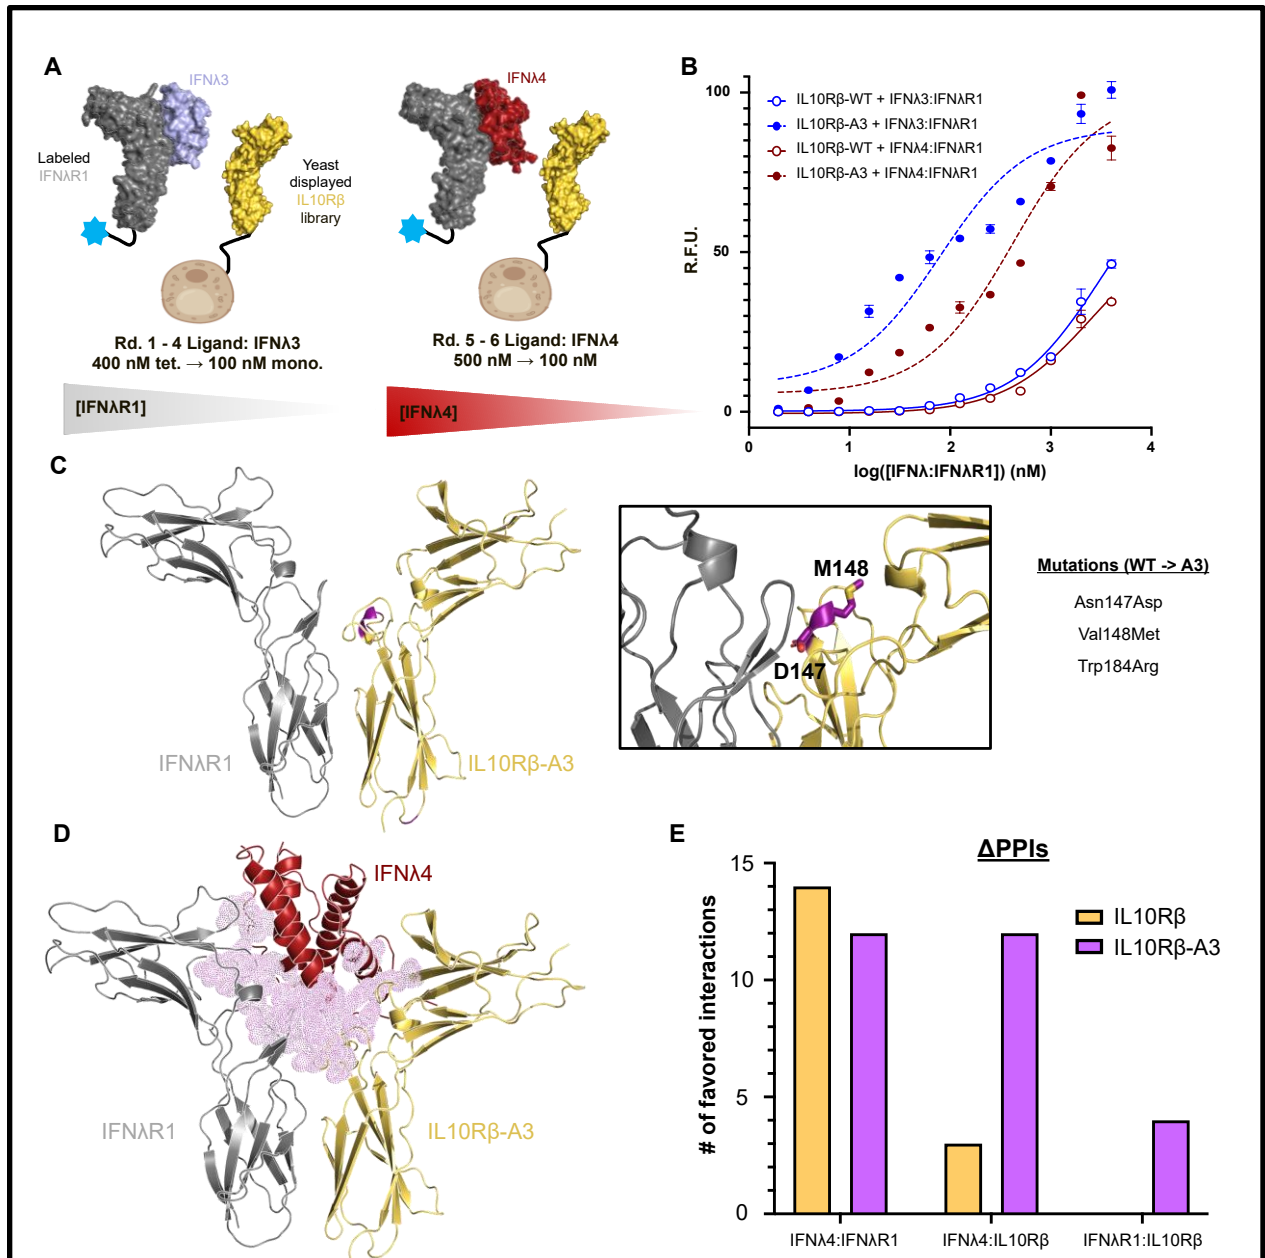 A
IFNλ3
Labeled
IFNλR1
Yeast
displayed
IL10Rβ
library
Rd. 1 - 4 Ligand: IFNλ3
400 nM tet. → 100 nM mono.
[IFNλR1]
IFNλ4
Rd. 5 - 6 Ligand: IFNλ4
500 nM → 100 nM
[IFNλ4]
B
IL10Rβ-WT + IFNλ3:IFNλR1
IL10Rβ-A3 + IFNλ3:IFNλR1
IL10Rβ-WT + IFNλ4:IFNλR1
IL10Rβ-A3 + IFNλ4:IFNλR1
R.F.U.
100
50
0
0 1 2 3 4
log([IFNλ:IFNλR1]) (nM)
C
IFNλR1
IL10Rβ-A3
M148
D147
Mutations (WT -> A3)
Asn147Asp
Val148Met
Trp184Arg
D
IFNλ4
IFNλR1
IL10Rβ-A3
E
ΔPPIs
IL10Rβ
IL10Rβ-A3
# of favored interactions
15
10
5
0
IFNλ4:IFNλR1 IFNλ4:IL10Rβ IFNλR1:IL10Rβ